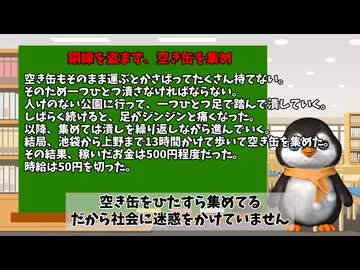 銅線を盗まず、空き缶を集め
空き缶もそのまま運ぶとかさばってたくさん持てない。
そのため一つひとつ潰さなければならない。
人けのない公園に行って、一つひとつ足で踏んで潰していく。
しばらく続けると、足がジンジンと痛くなった。
以降、集めては潰しを繰り返しながら進んでいく。
結局、池袋から上野まで13時間かけて歩いて空き缶を集めた。
その結果、稼いだお金は500円程度だった。
時給は50円を切った。
空き缶をひたすら集めてる
だから社会に迷惑をかけていません